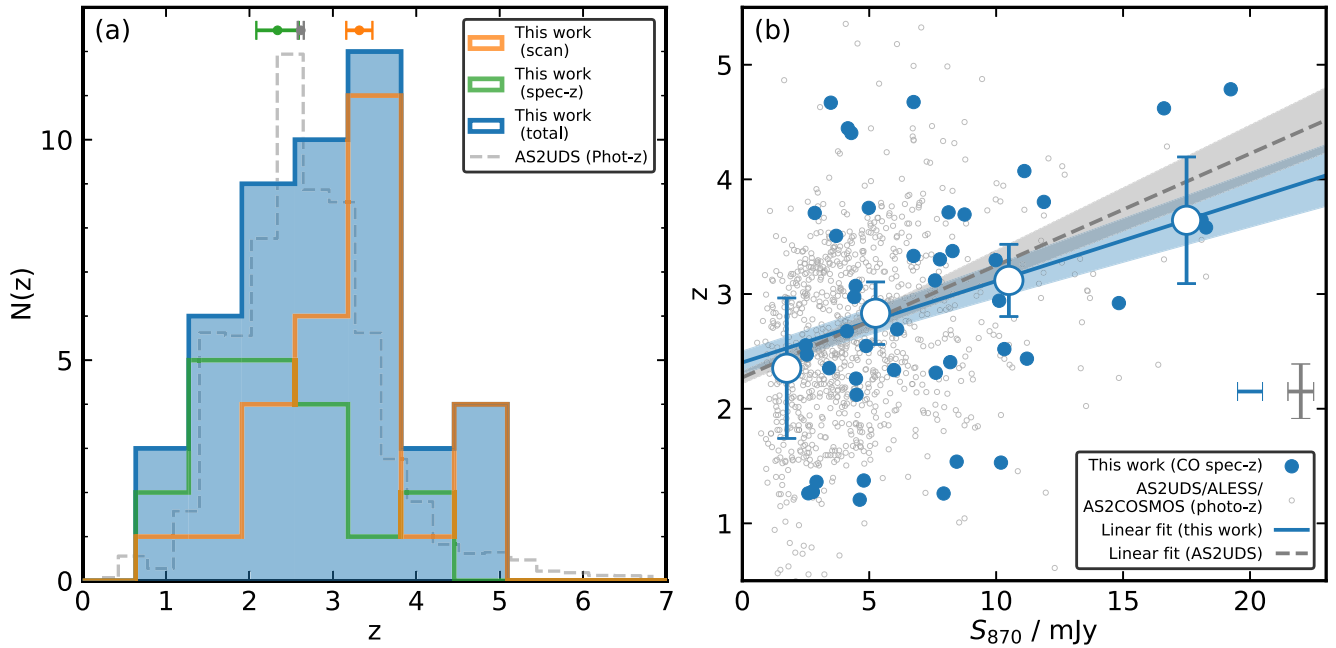 (a)
This work
(scan)
This work
(spec-z)
This work
(total)
AS2UDS (Phot-z)
N(z)
10
5
0
0 1 2 3 4 5 6 7
z
(b)
z
5
4
3
2
1
This work (CO spec-z)
AS2UDS/ALESS/
AS2COSMOS (photo-z)
Linear fit (this work)
Linear fit (AS2UDS)
0 5 10 15 20
S870 / mJy